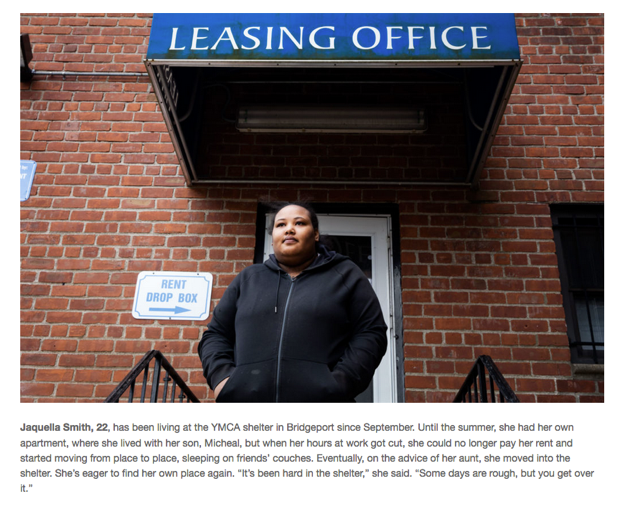 LEASING OFFICE
RENT
DROP BOX
Jaquella Smith, 22, has been living at the YMCA shelter in Bridgeport since September. Until the summer, she had her own
apartment, where she lived with her son, Micheal, but when her hours at work got cut, she could no longer pay her rent and
started moving from place to place, sleeping on friends’ couches. Eventually, on the advice of her aunt, she moved into the
shelter. She’s eager to find her own place again. “It’s been hard in the shelter,” she said. “Some days are rough, but you get over
it.”